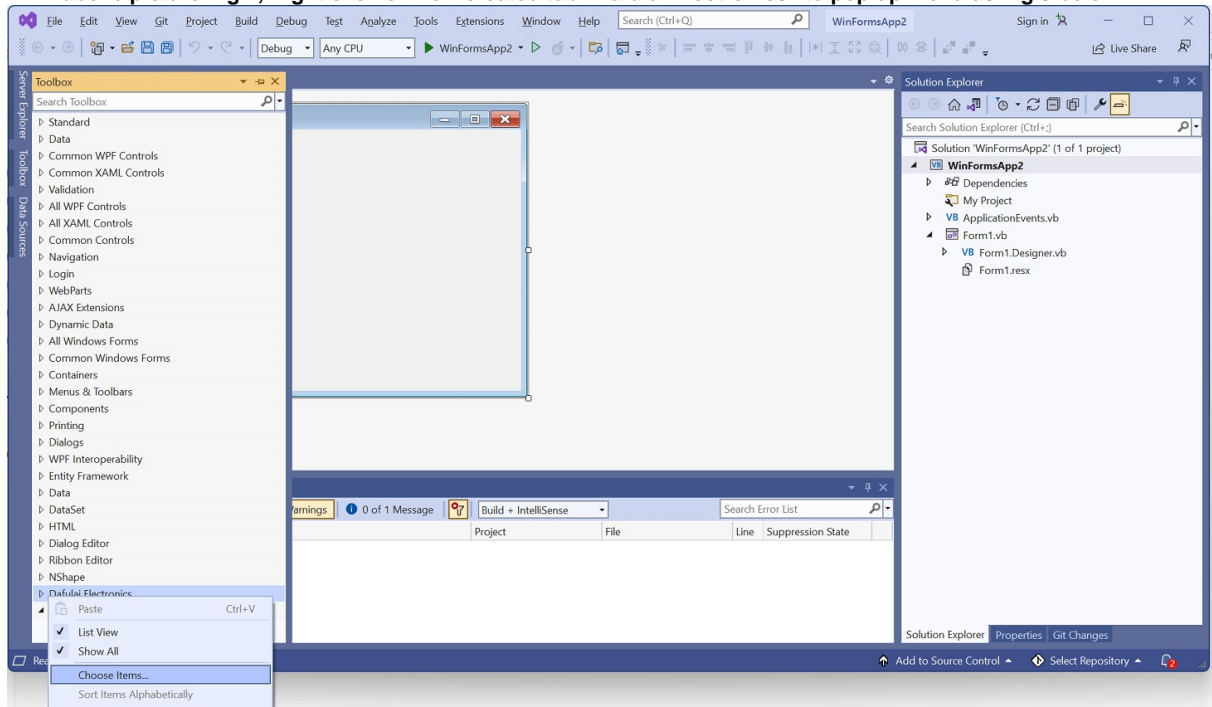 File Edit View Git Project Build Debug Test Analyze Tools Extensions Window Help Search (Ctrl+Q) WinFormsApp2 Sign in
Debug Any CPU WinFormsApp2 Live Share
Server Explorer
Toolbox
Data Sources
Toolbox
Search Toolbox
Standard
Data
Common WPF Controls
Common XAML Controls
Validation
All WPF Controls
All XAML Controls
Common Controls
Navigation
Login
WebParts
AJAX Extensions
Dynamic Data
All Windows Forms
Common Windows Forms
Containers
Menus & Toolbars
Components
Printing
Dialogs
WPF Interoperability
Entity Framework
Data
DataSet
HTML
Dialog Editor
Ribbon Editor
NShape
Dafulai Electronics
Paste Ctrl+V
List View
Show All
Choose Items...
Sort Items Alphabetically
0 of 1 Message Build + IntelliSense Search Error List
Project File Line Suppression State
Solution Explorer
Search Solution Explorer (Ctrl+;)
Solution 'WinFormsApp2' (1 of 1 project)
VB WinFormsApp2
Dependencies
My Project
VB ApplicationEvents.vb
Form1.vb
VB Form1.Designer.vb
Form1.resx
Solution Explorer Properties Git Changes
Add to Source Control Select Repository 2